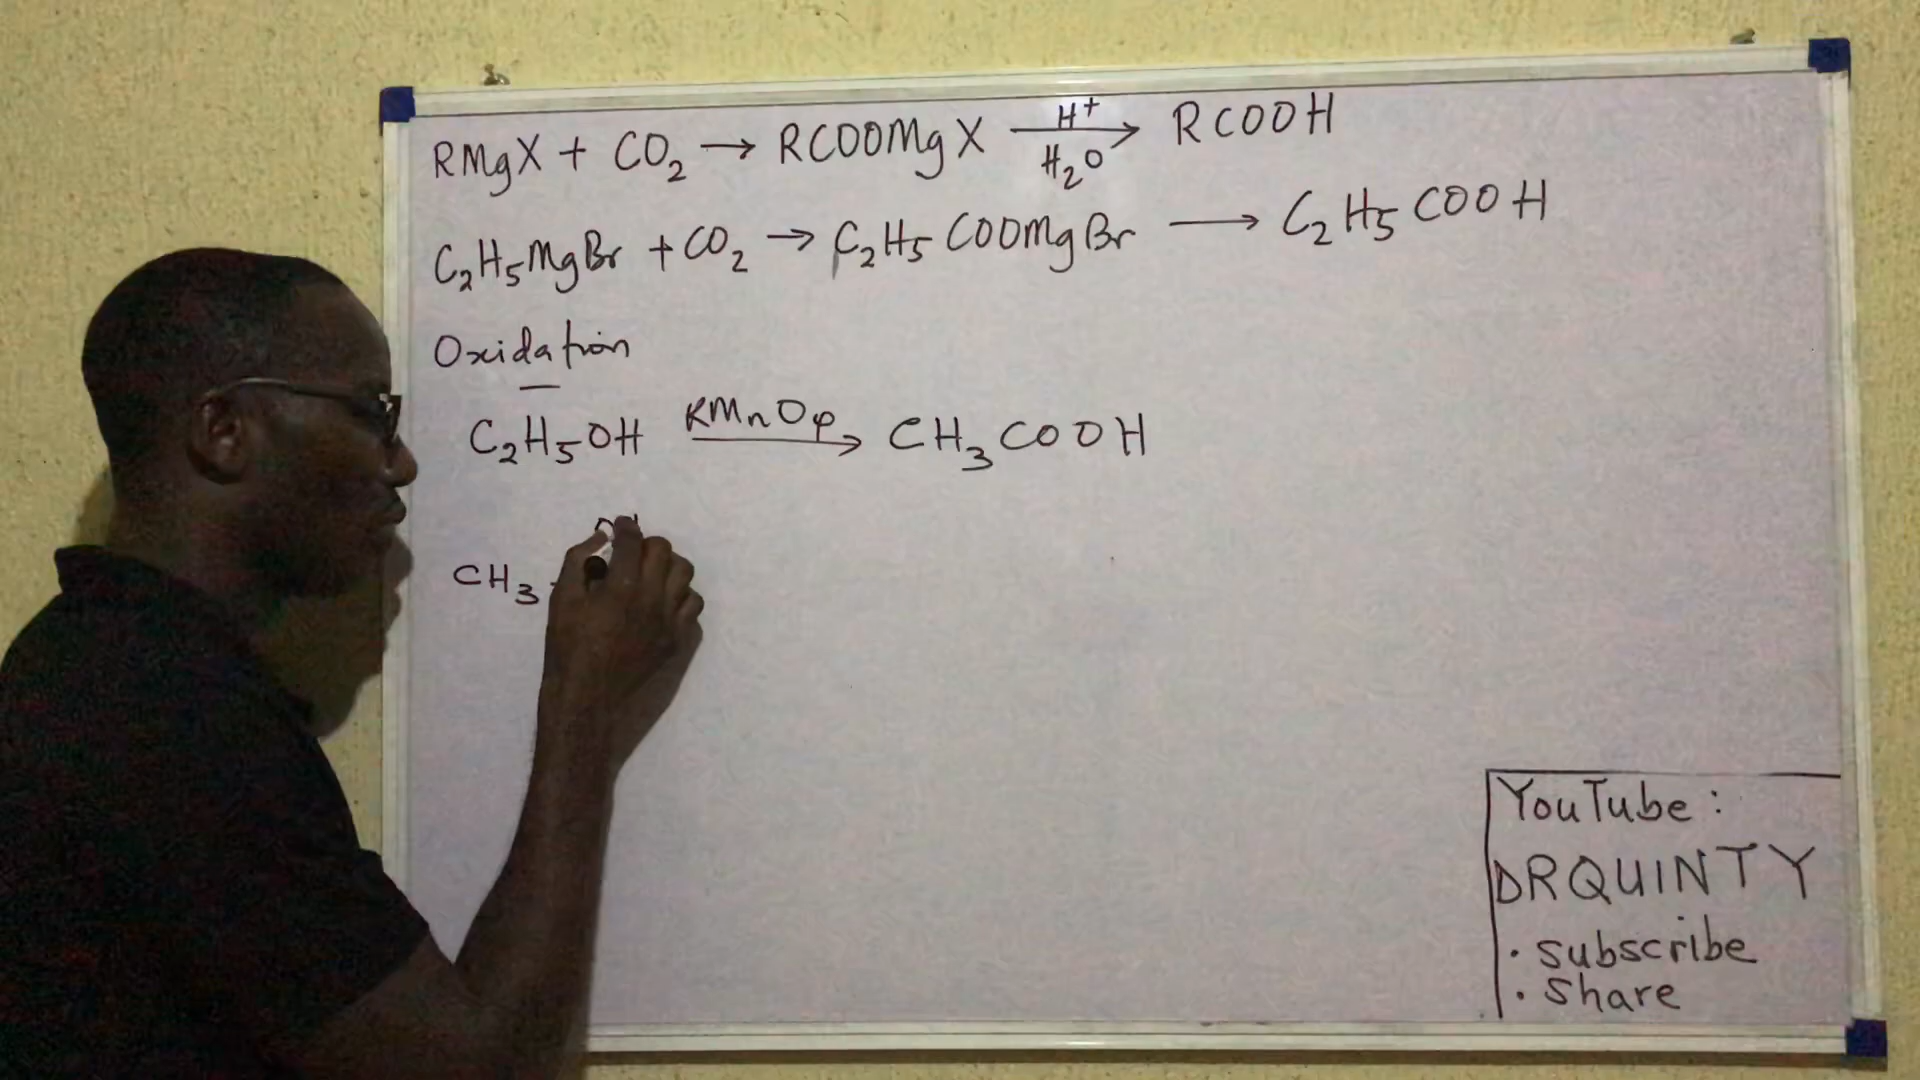 RMgX + CO₂ → RCOOMgX →[H⁺ / H₂O] RCOOH
C₂H₅MgBr + CO₂ → C₂H₅COOMgBr → C₂H₅COOH
Oxidation
C₂H₅OH →[KMnO₄] CH₃COOH
CH₃
YouTube :
DRQUINTY
• subscribe
• share